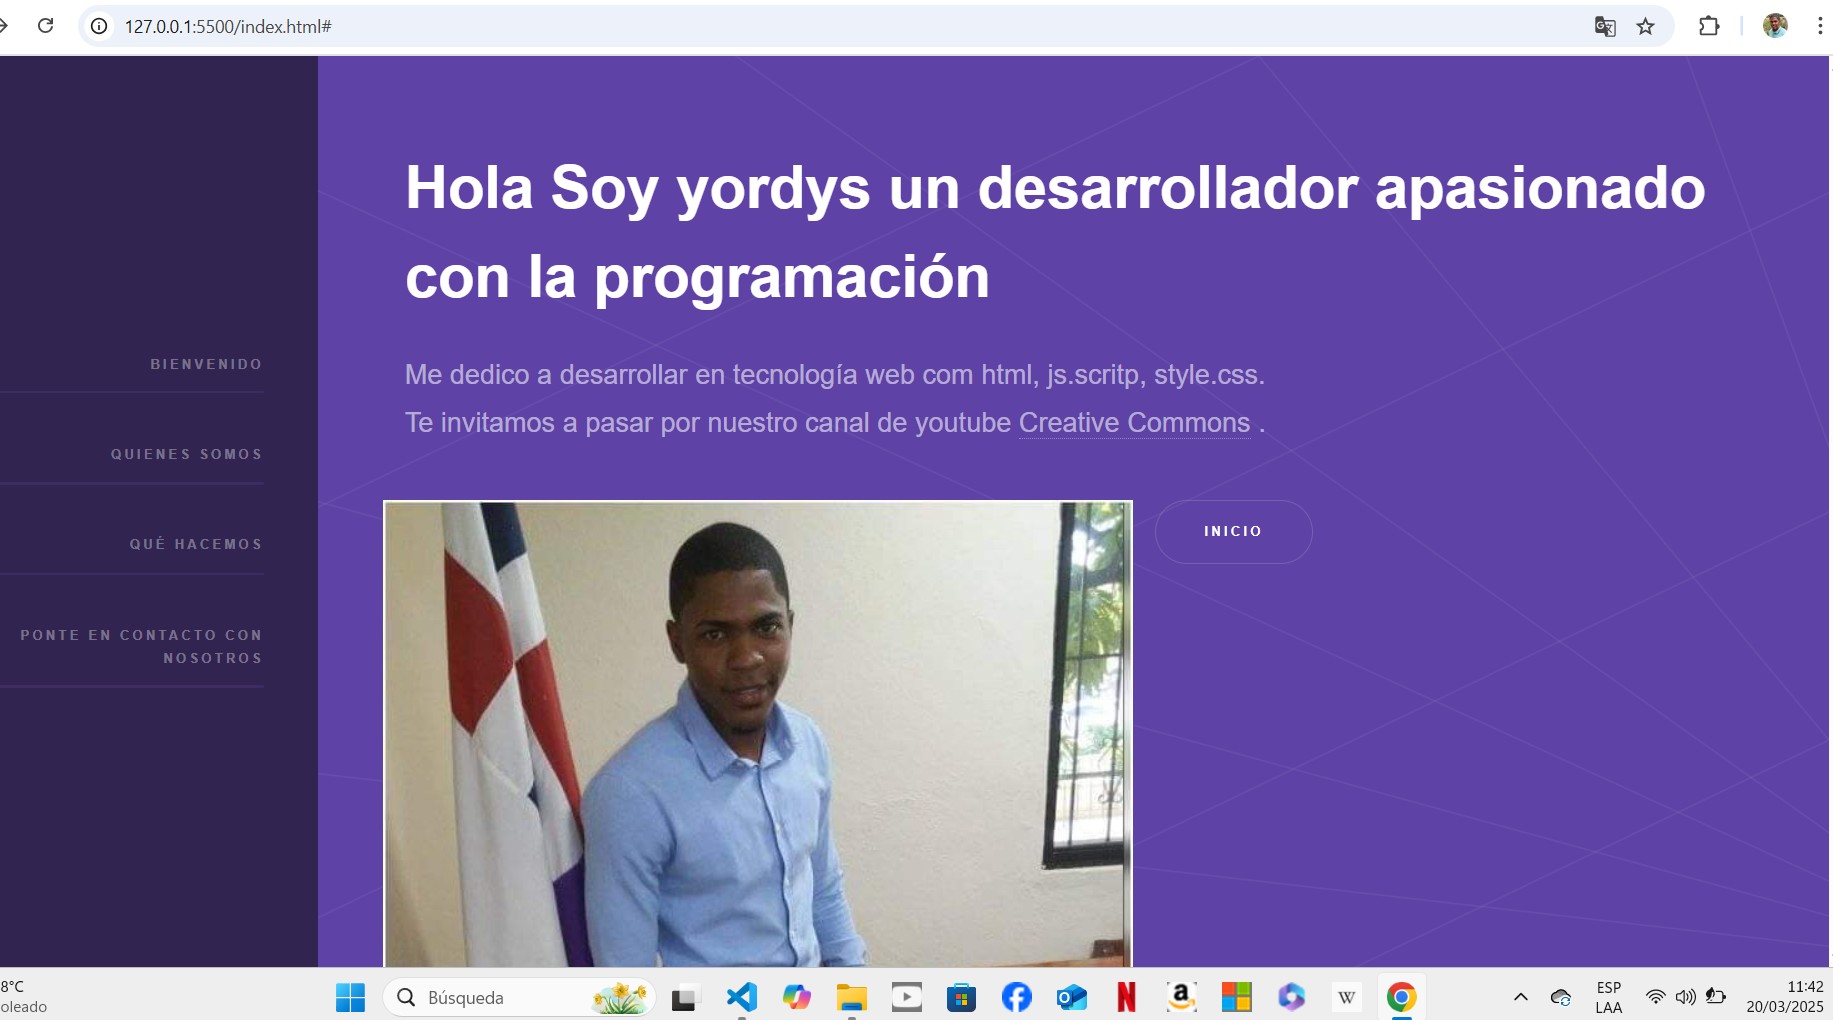 127.0.0.1:5500/index.html#
Hola Soy yordys un desarrollador apasionado
con la programación
BIENVENIDO
Me dedico a desarrollar en tecnología web com html, js.scritp, style.css.
Te invitamos a pasar por nuestro canal de youtube Creative Commons .
QUIENES SOMOS
INICIO
QUÉ HACEMOS
PONTE EN CONTACTO CON
NOSOTROS
8°C
oleado
Búsqueda
N
a
W
ESP
LAA
11:42
20/03/2025